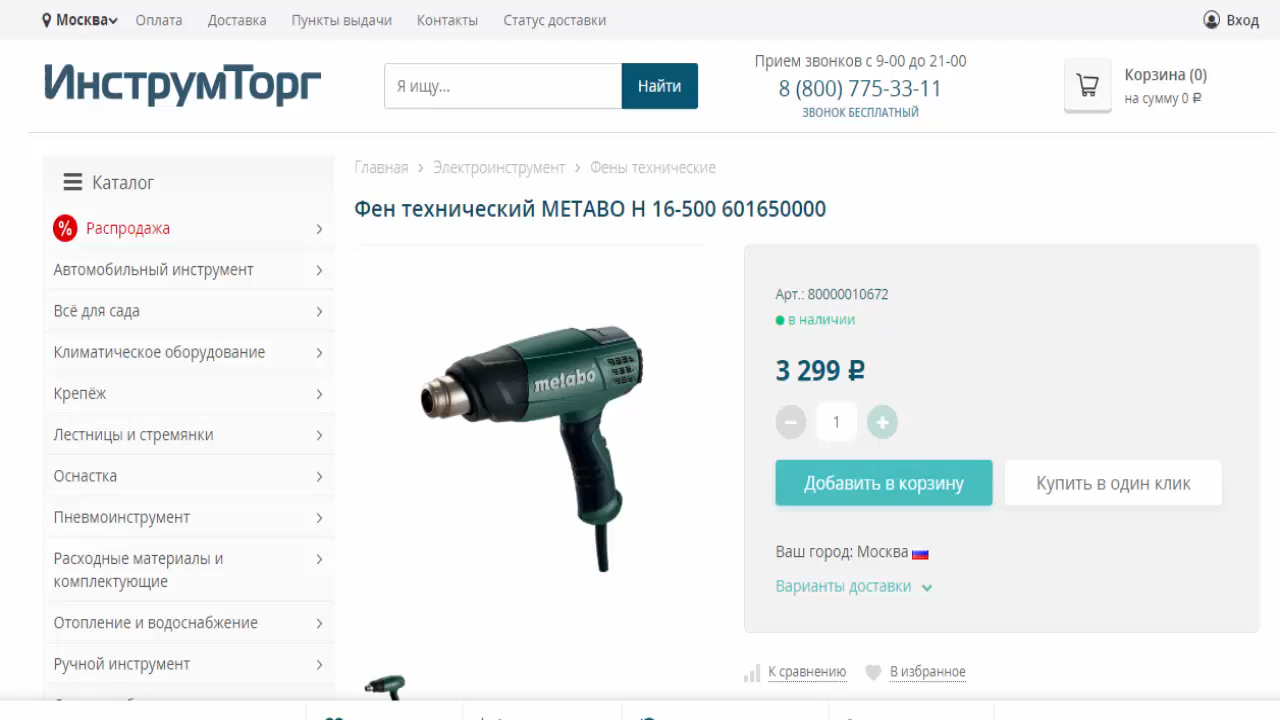 Москва
Оплата
Доставка
Пункты выдачи
Контакты
Статус доставки
Вход
ИнструмТорг
Я ищу...
Найти
Прием звонков с 9-00 до 21-00
8 (800) 775-33-11
ЗВОНОК БЕСПЛАТНЫЙ
Корзина (0)
на сумму 0 ₽
Каталог
% Распродажа
Автомобильный инструмент
Всё для сада
Климатическое оборудование
Крепёж
Лестницы и стремянки
Оснастка
Пневмоинструмент
Расходные материалы и
комплектующие
Отопление и водоснабжение
Ручной инструмент
Главная › Электроинструмент › Фены технические
Фен технический METABO H 16-500 601650000
metabo
Арт.: 80000010672
в наличии
3 299 ₽
1
Добавить в корзину
Купить в один клик
Ваш город: Москва
Варианты доставки
К сравнению
В избранное